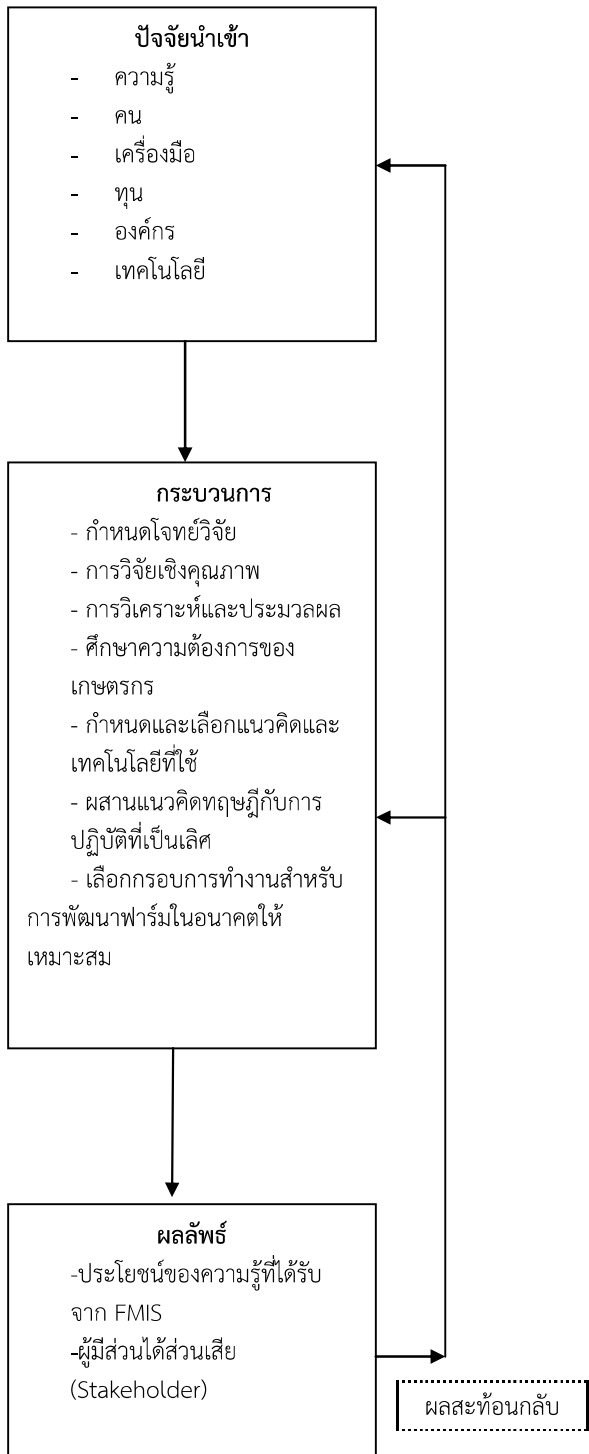 ปัจจัยนำเข้า
- ความรู้
- คน
- เครื่องมือ
- ทุน
- องค์กร
- เทคโนโลยี
กระบวนการ
- กำหนดโจทย์วิจัย
- การวิจัยเชิงคุณภาพ
- การวิเคราะห์และประมวลผล
- ศึกษาความต้องการของ
เกษตรกร
- กำหนดและเลือกแนวคิดและ
เทคโนโลยีที่ใช้
- ผสานแนวคิดทฤษฎีกับการ
ปฏิบัติที่เป็นเลิศ
- เลือกกรอบการทำงานสำหรับ
การพัฒนาฟาร์มในอนาคตให้
เหมาะสม
ผลลัพธ์
-ประโยชน์ของความรู้ที่ได้รับ
จาก FMIS
-ผู้มีส่วนได้ส่วนเสีย
(Stakeholder)
ผลสะท้อนกลับ